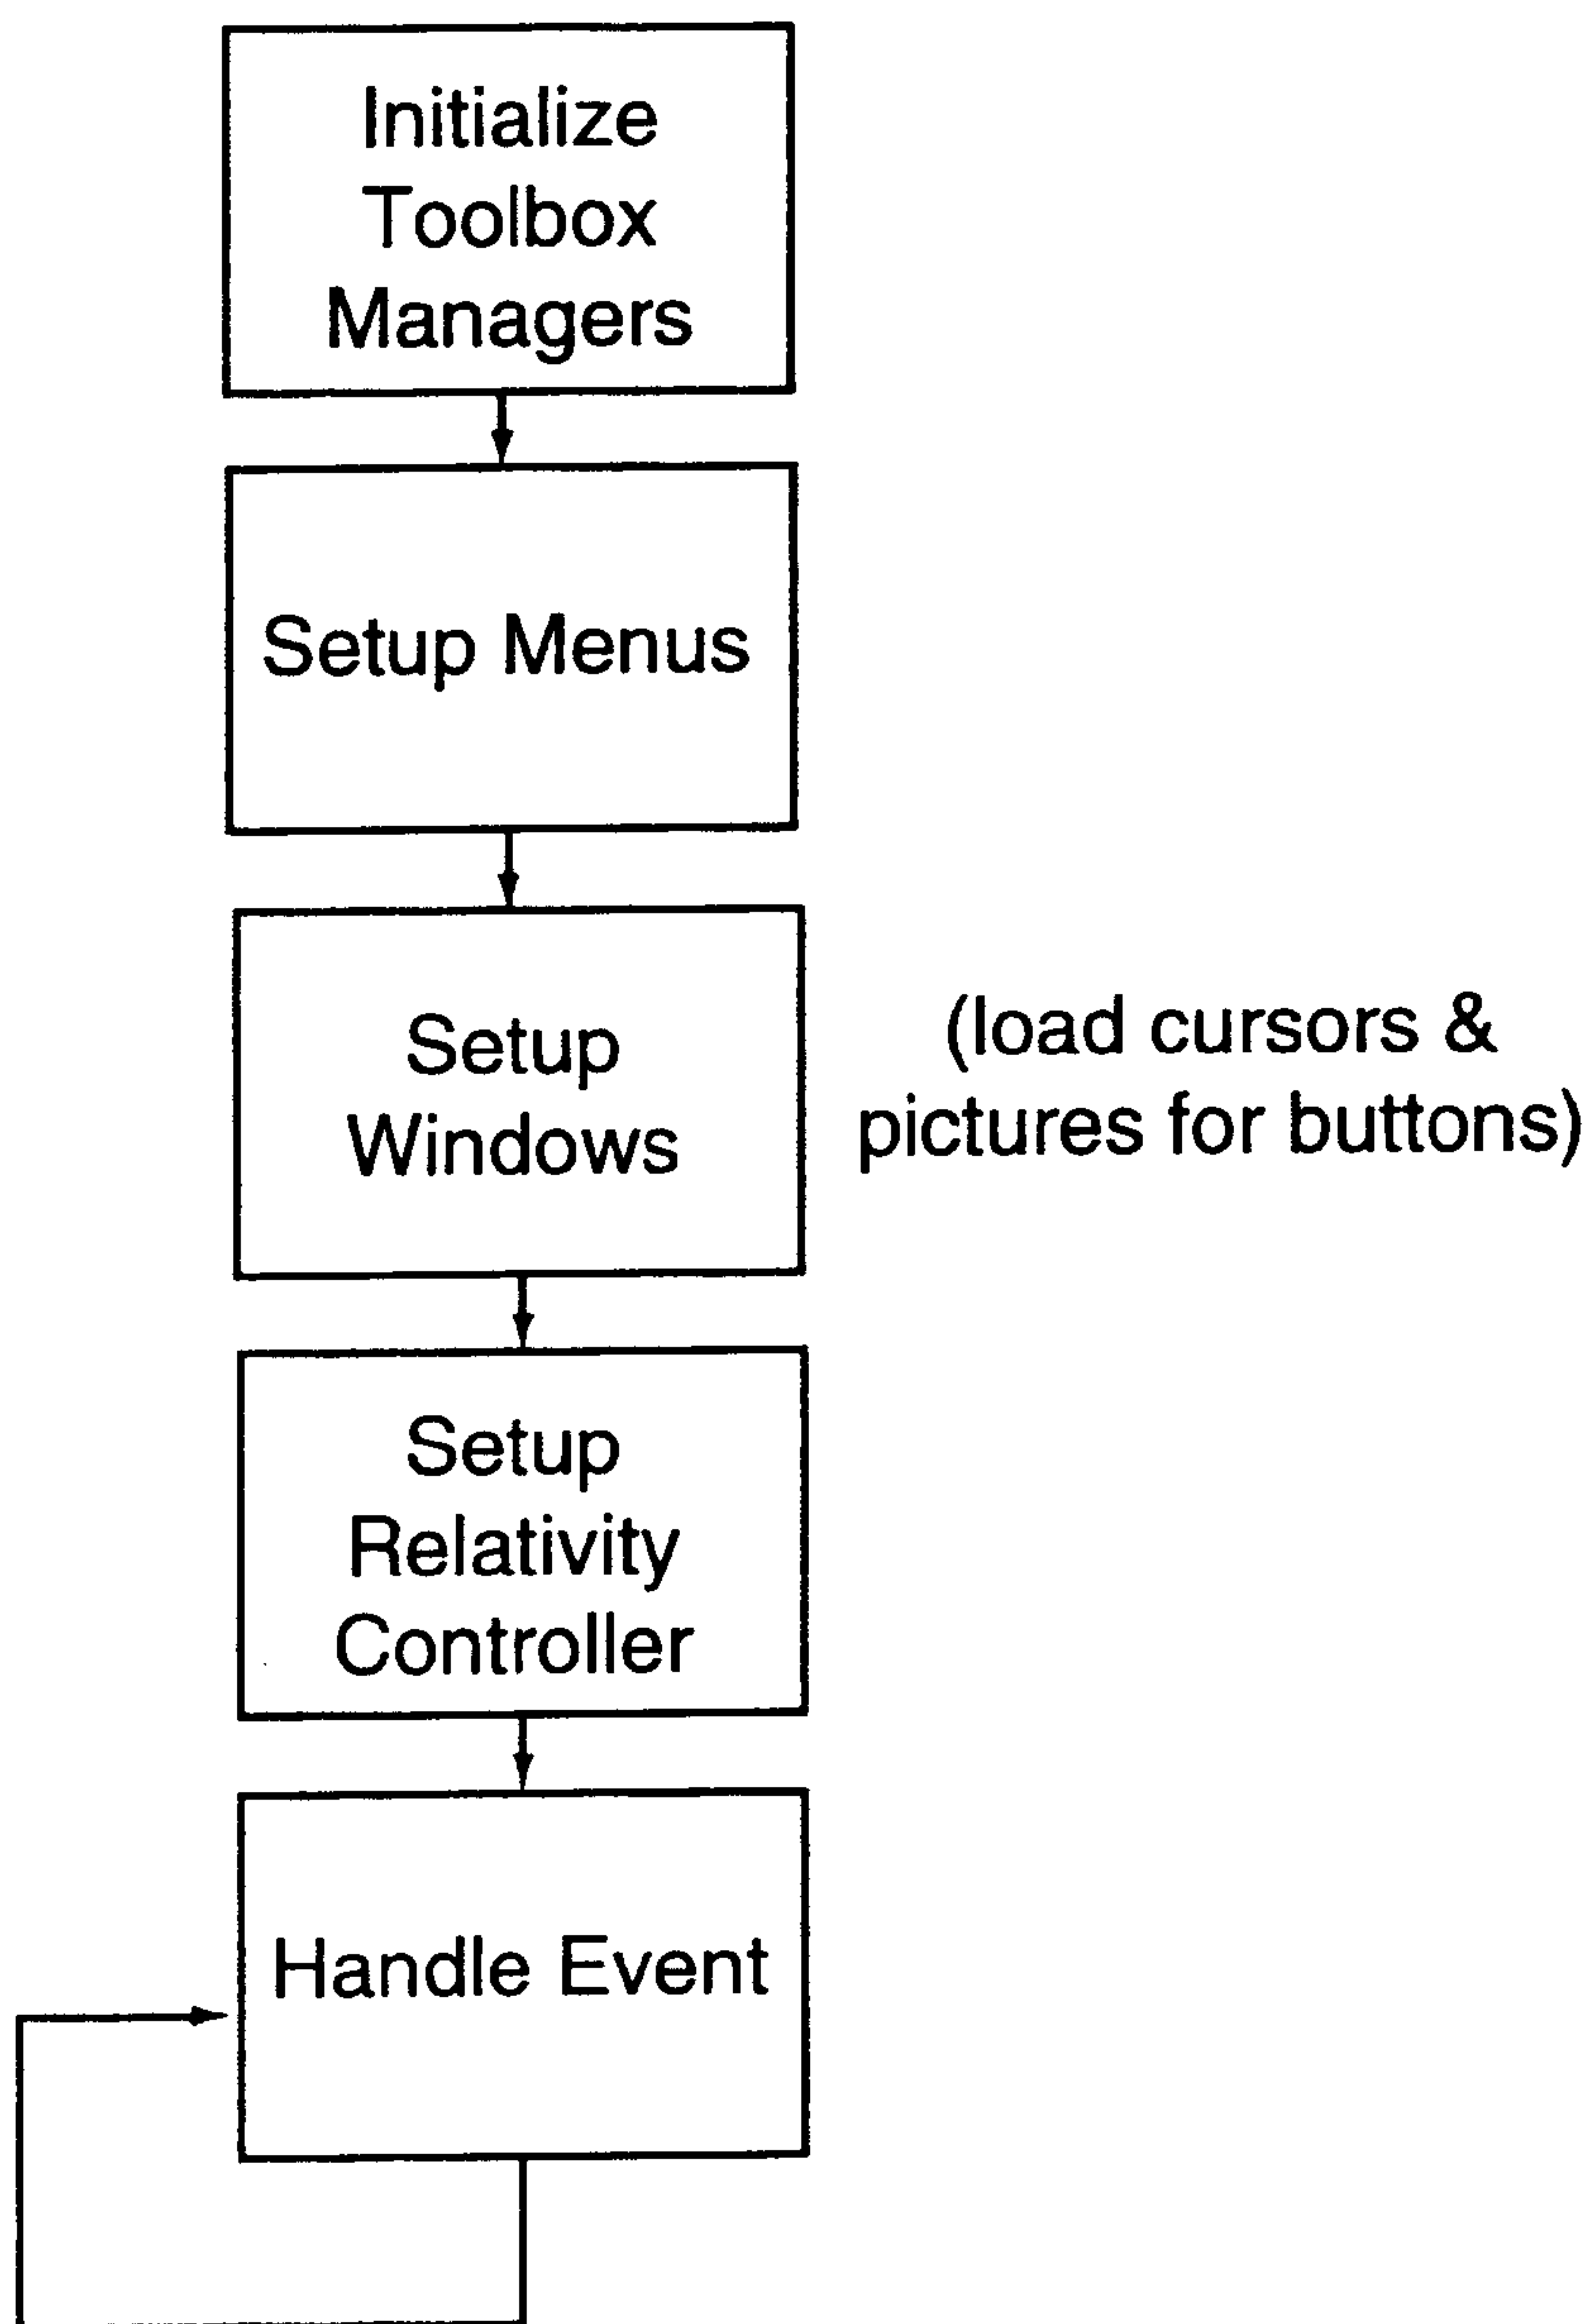 Initialize
Toolbox
Managers
Setup Menus
Setup
Windows
(load cursors &
pictures for buttons)
Setup
Relativity
Controller
Handle Event